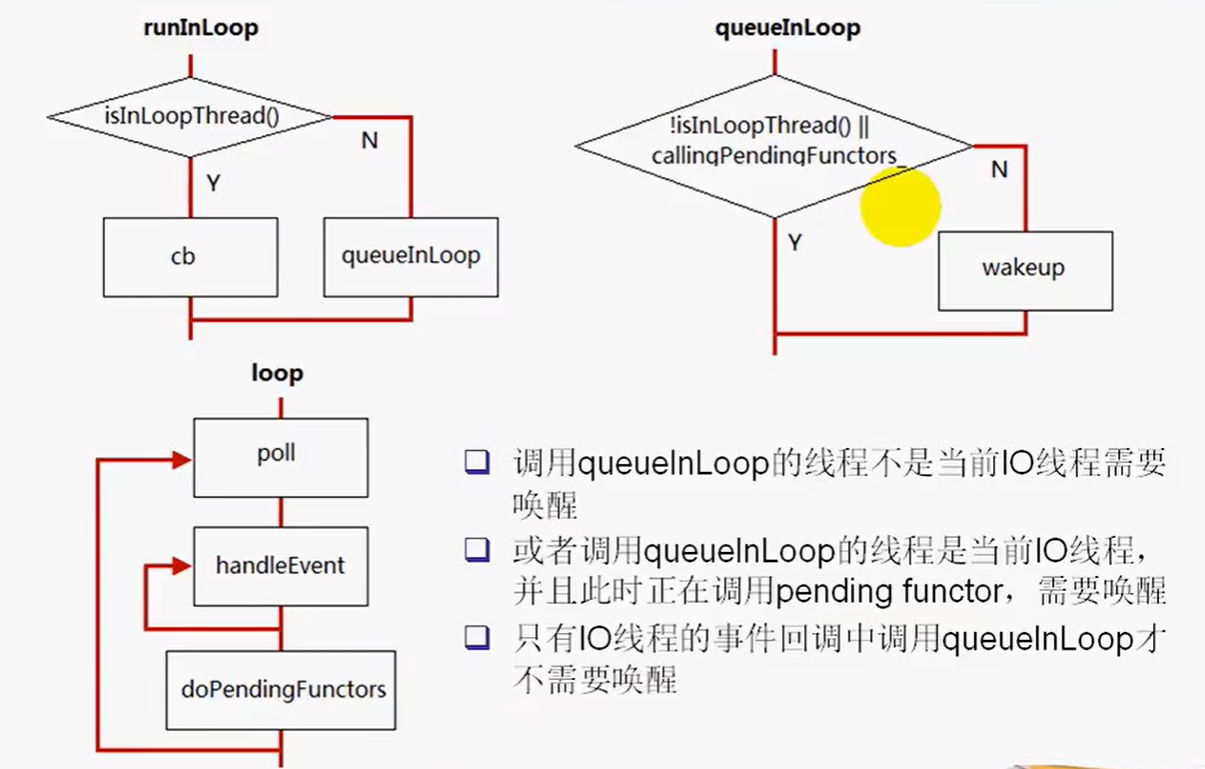 runInLoop
isInLoopThread()
N
Y
cb
queueInLoop
queueInLoop
!isInLoopThread() ||
callingPendingFunctors_
N
Y
wakeup
loop
poll
handleEvent
doPendingFunctors
调用queueInLoop的线程不是当前IO线程需要
唤醒
或者调用queueInLoop的线程是当前IO线程，
并且此时正在调用pending functor，需要唤醒
只有IO线程的事件回调中调用queueInLoop才
不需要唤醒